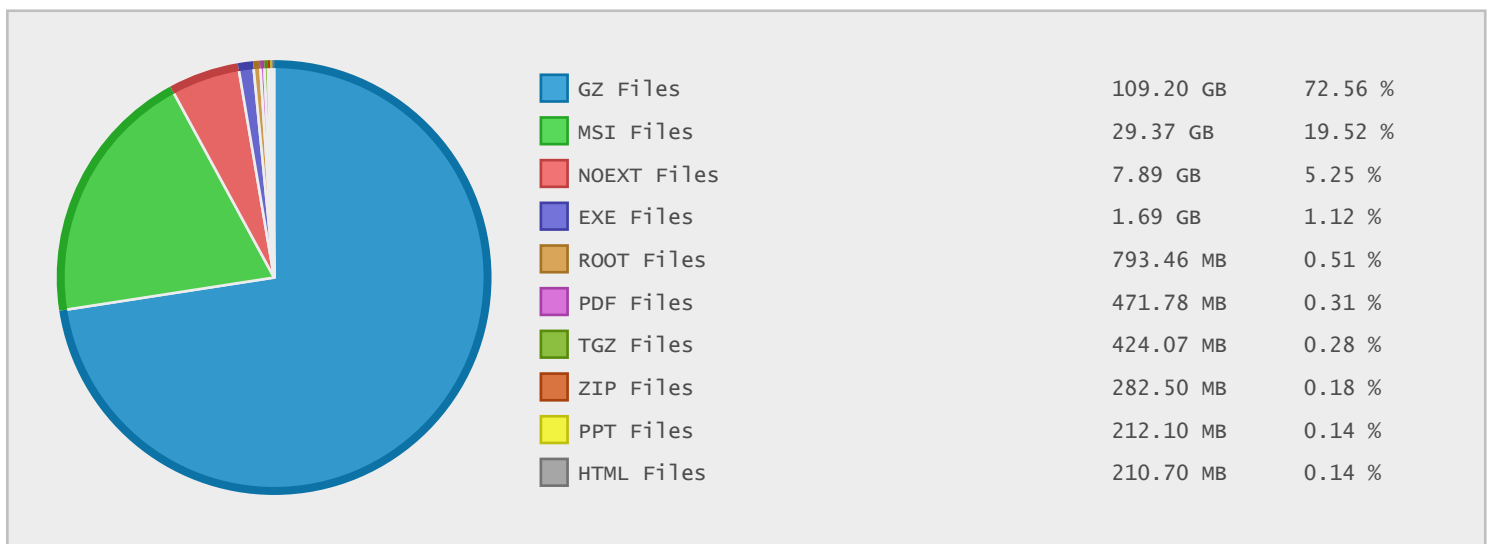 GZ Files 109.20 GB 72.56 %
MSI Files 29.37 GB 19.52 %
NOEXT Files 7.89 GB 5.25 %
EXE Files 1.69 GB 1.12 %
ROOT Files 793.46 MB 0.51 %
PDF Files 471.78 MB 0.31 %
TGZ Files 424.07 MB 0.28 %
ZIP Files 282.50 MB 0.18 %
PPT Files 212.10 MB 0.14 %
HTML Files 210.70 MB 0.14 %